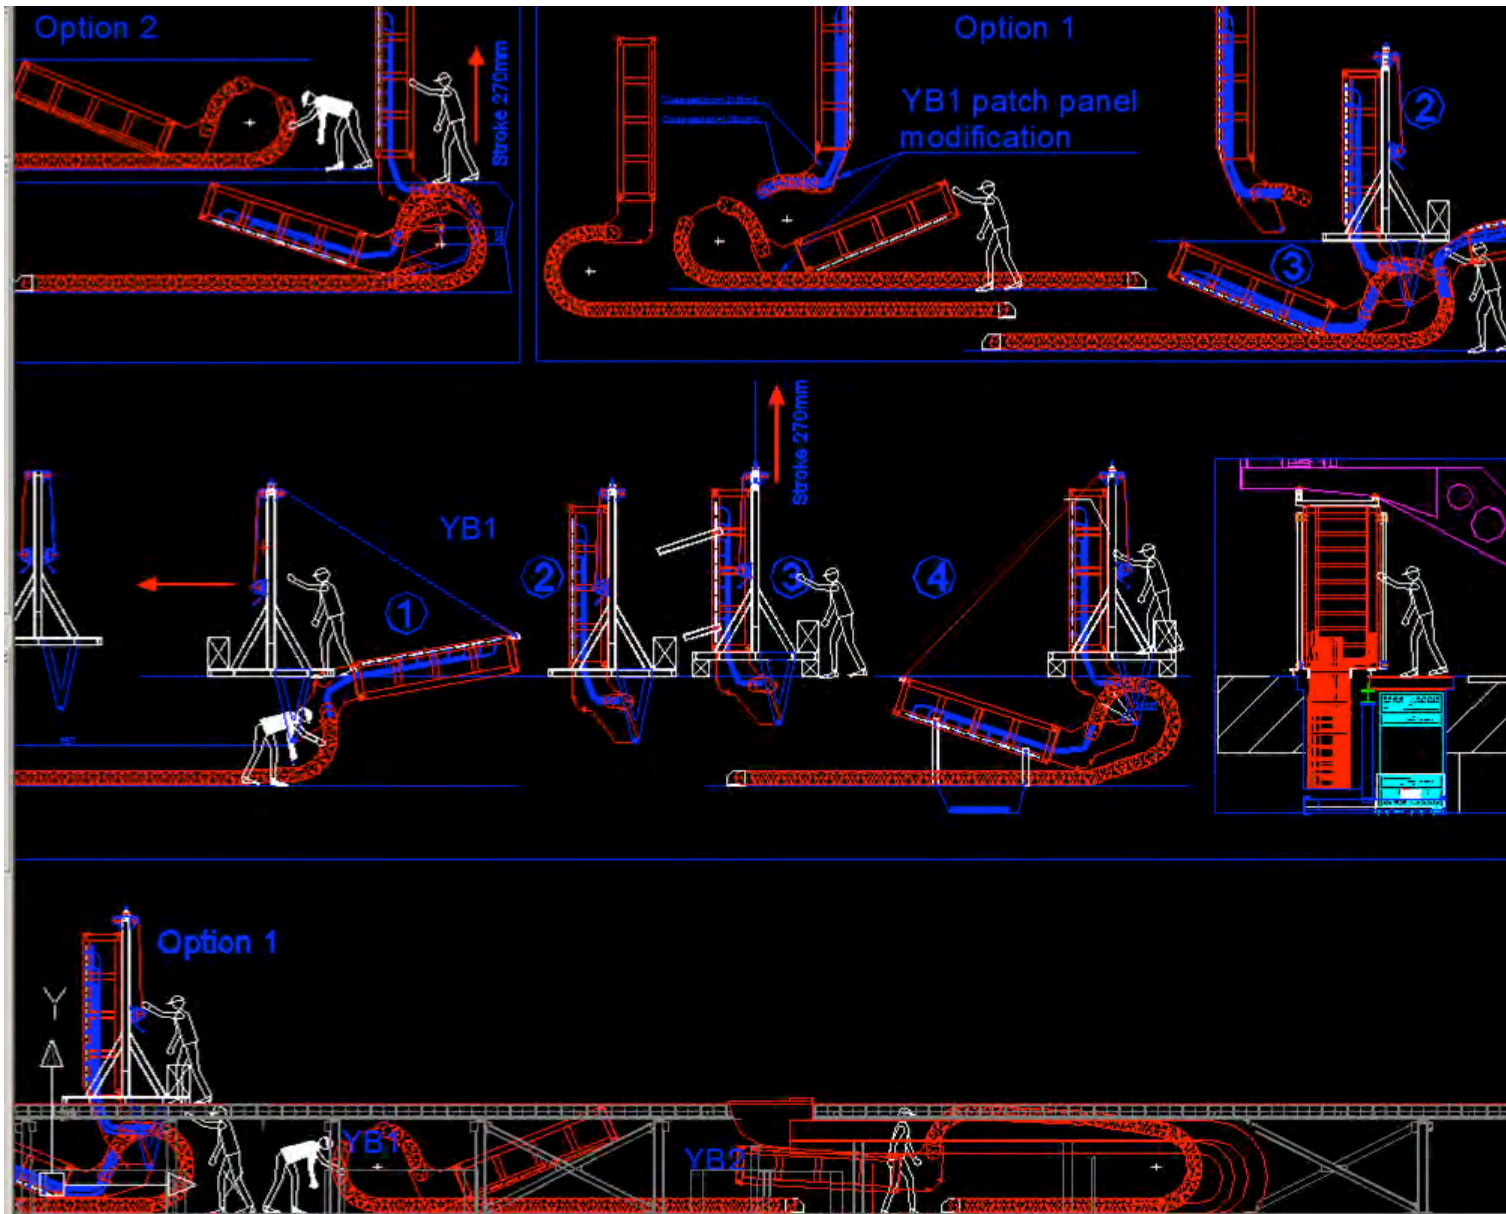 Option 2
Stroke 270mm
Option 1
YB1 patch panel
modification
2
3
Stroke 270mm
YB1
1
2
3
4
Option 1
Y
YB1
YB2